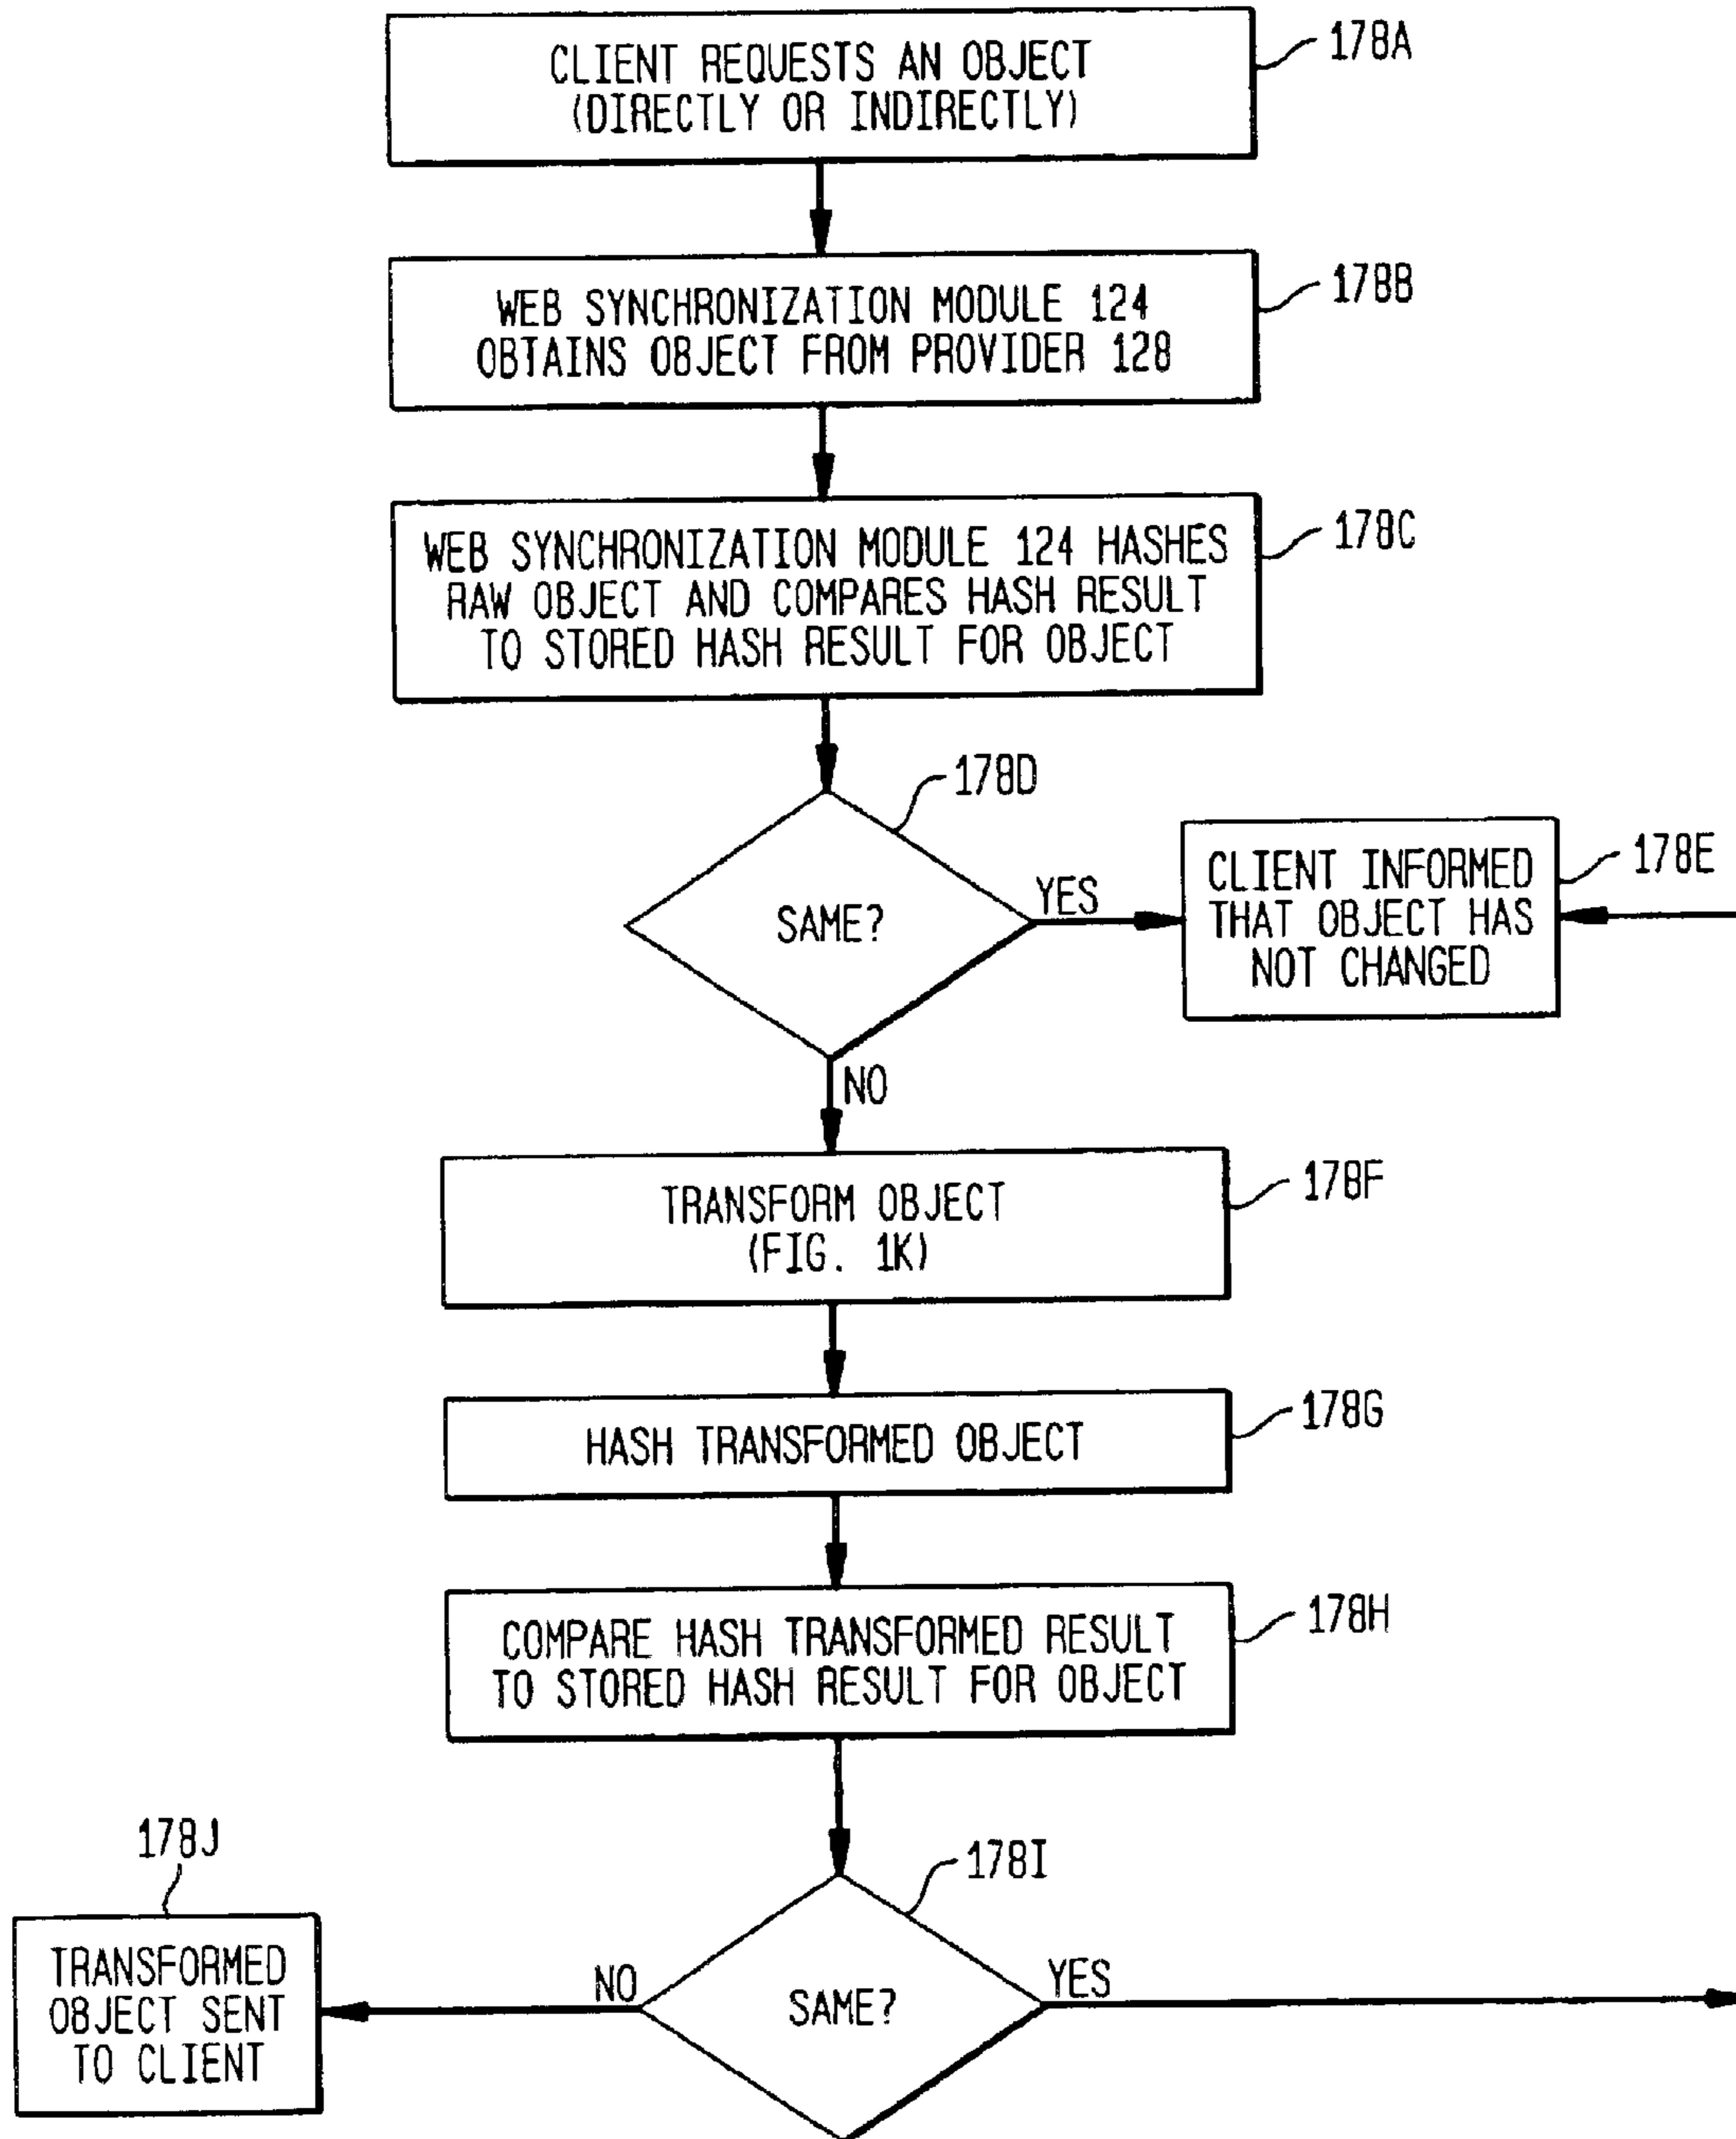 CLIENT REQUESTS AN OBJECT
(DIRECTLY OR INDIRECTLY)
178A
WEB SYNCHRONIZATION MODULE 124
OBTAINS OBJECT FROM PROVIDER 128
178B
WEB SYNCHRONIZATION MODULE 124 HASHES
RAW OBJECT AND COMPARES HASH RESULT
TO STORED HASH RESULT FOR OBJECT
178C
178D
SAME?
YES
CLIENT INFORMED
THAT OBJECT HAS
NOT CHANGED
178E
NO
TRANSFORM OBJECT
(FIG. 1K)
178F
HASH TRANSFORMED OBJECT
178G
COMPARE HASH TRANSFORMED RESULT
TO STORED HASH RESULT FOR OBJECT
178H
178I
SAME?
YES
NO
178J
TRANSFORMED
OBJECT SENT
TO CLIENT